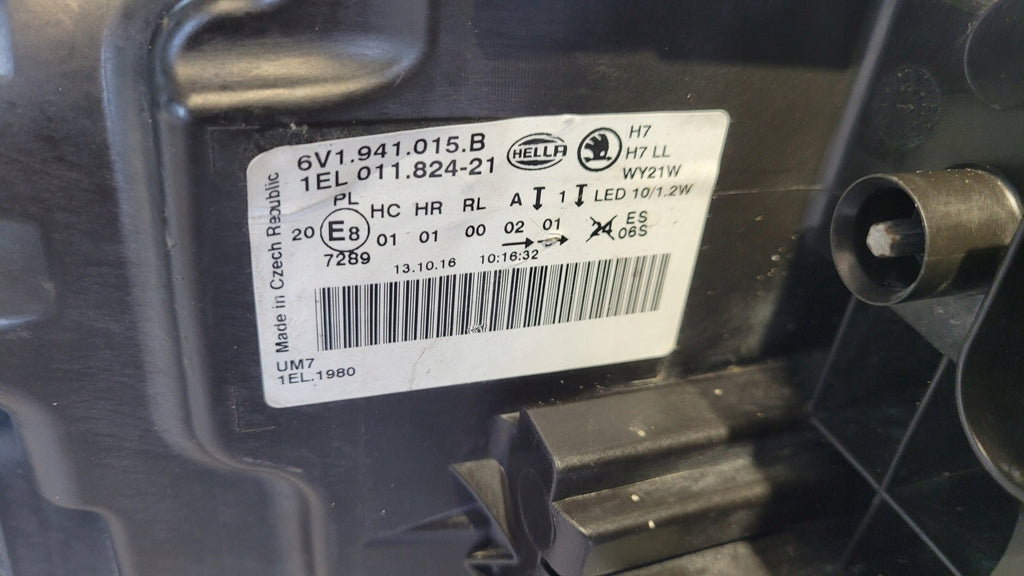 6V1.941.015.B
1EL 011.824-21
HELLA
H7
H7 LL
WY21W
LED 10/1.2W
PL
HC HR RL A 1
20 E8 01 01 00 02 01
24 ES
06S
7289
13.10.16 10:16:32
Made in Czech Republic
UM7
1EL.1980